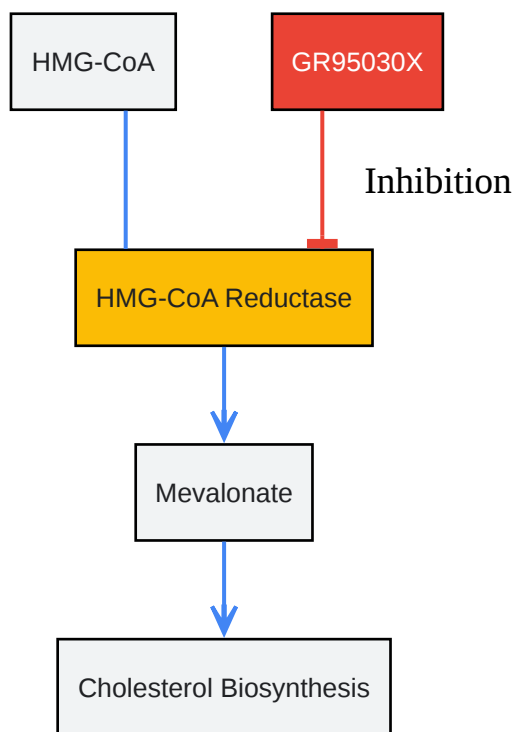 HMG-CoA
GR95030X
Inhibition
HMG-CoA Reductase
Mevalonate
Cholesterol Biosynthesis